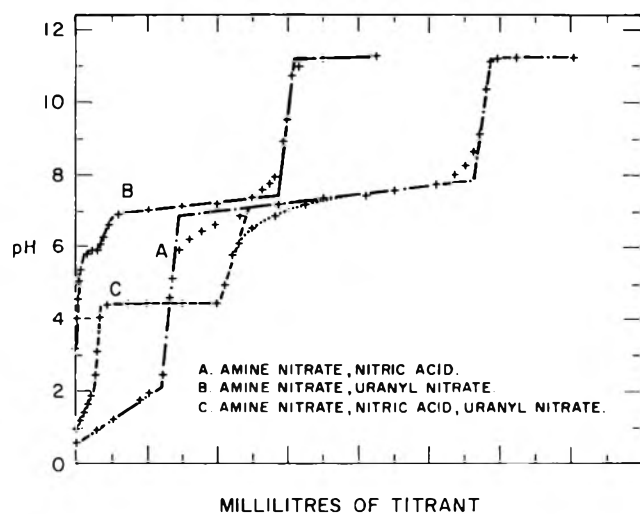 12
10
8
6
4
2
0
pH
B
A
C
A. AMINE NITRATE, NITRIC ACID.
B. AMINE NITRATE, URANYL NITRATE.
C. AMINE NITRATE, NITRIC ACID, URANYL NITRATE.
MILLILITRES OF TITRANT